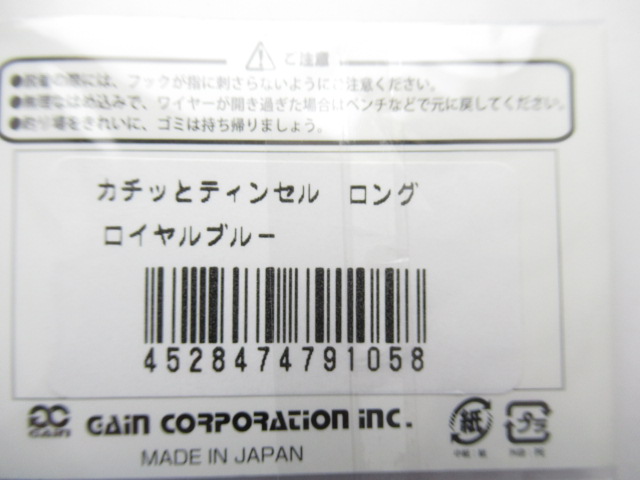 ご注意
●装着の際には、フックが指に刺さらないようにご注意ください。
●無理なはめ込みで、ワイヤーが開き過ぎた場合はペンチなどで元に戻してください。
●釣り場をきれいに、ゴミは持ち帰りましょう。
カチッとティンセル ロング
ロイヤルブルー
4528474791058
GAIN
GAIN CORPORATION INC.
MADE IN JAPAN
紙
プラ